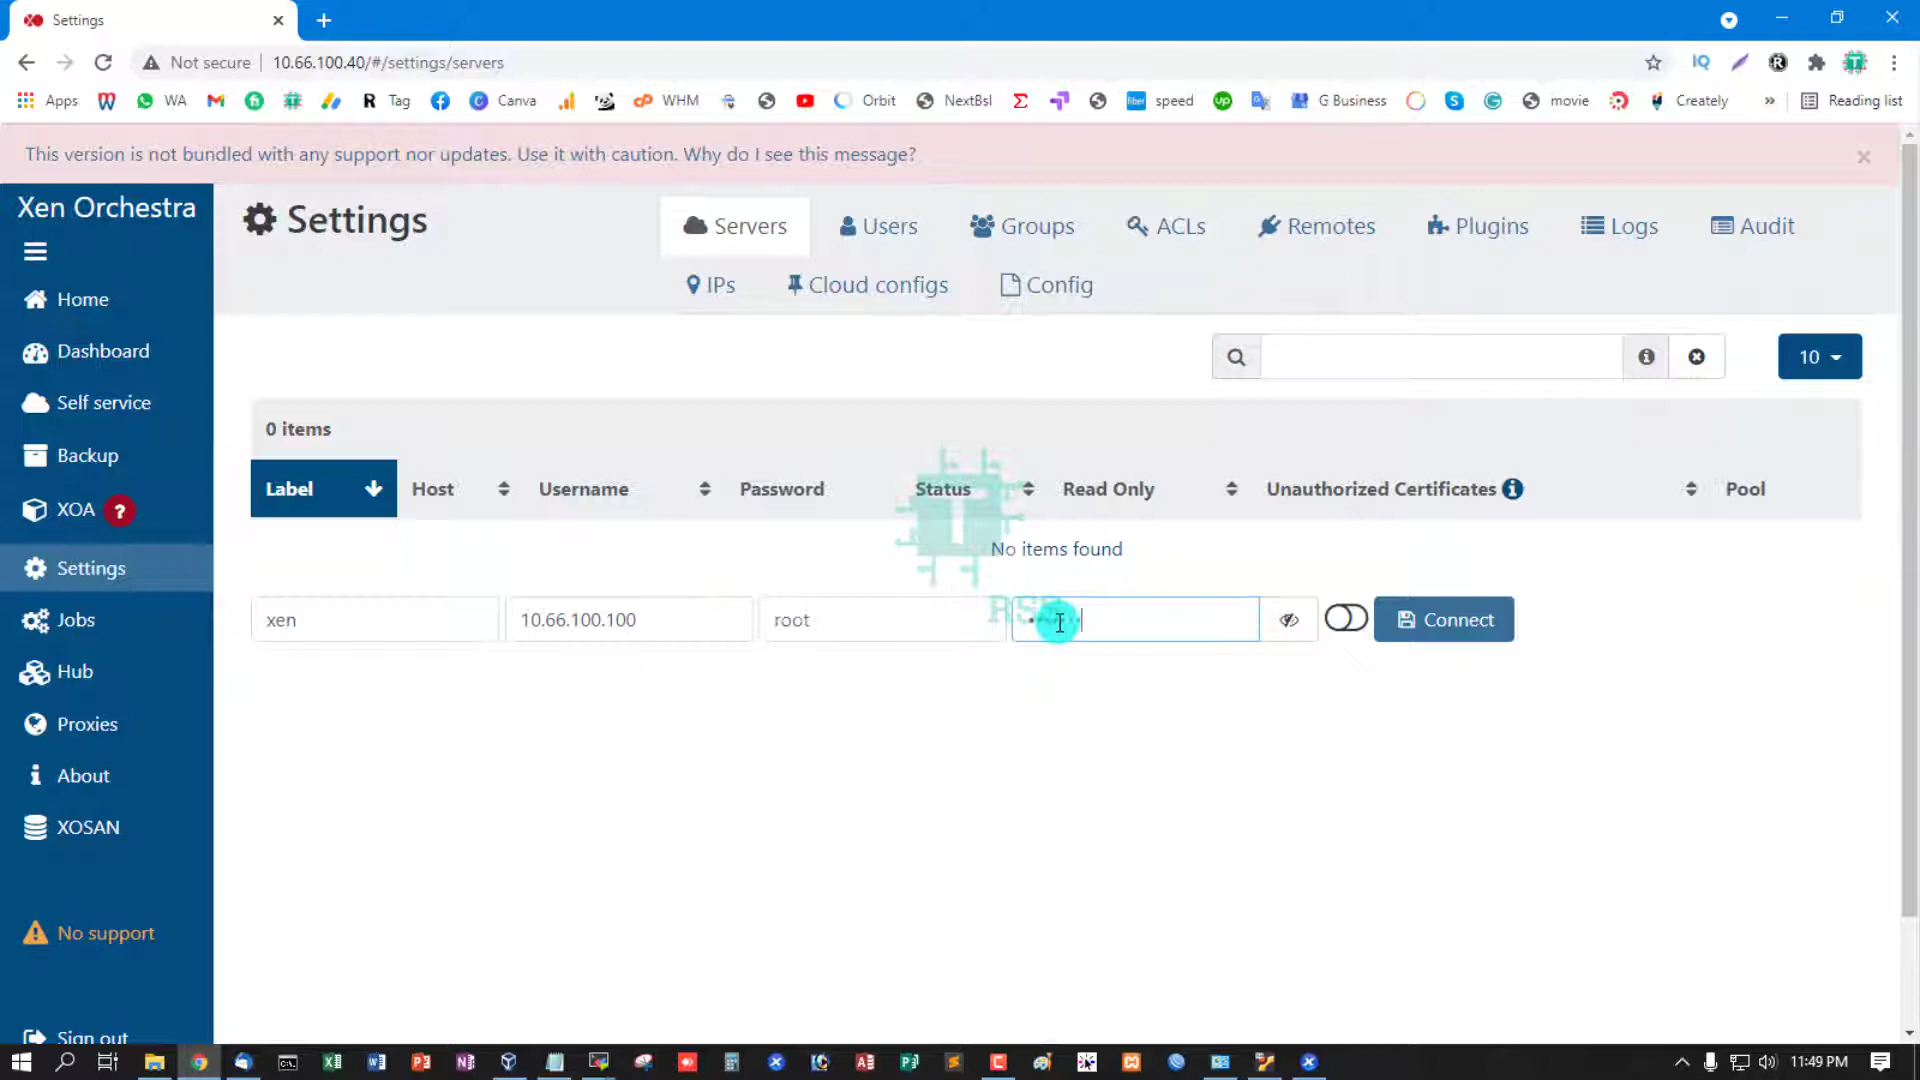 Settings
Not secure
10.66.100.40/#/settings/servers
IQ
Apps
WA
Tag
Canva
WHM
Orbit
NextBsl
speed
G Business
movie
Creately
Reading list
This version is not bundled with any support nor updates. Use it with caution. Why do I see this message?
Xen Orchestra
Settings
Servers
Users
Groups
ACLs
Remotes
Plugins
Logs
Audit
IPs
Cloud configs
Config
Home
Dashboard
Self service
Backup
XOA ?
Settings
Jobs
Hub
Proxies
About
XOSAN
No support
Sign out
10
0 items
Label
Host
Username
Password
Status
Read Only
Unauthorized Certificates
Pool
No items found
xen
10.66.100.100
root
Connect
11:49 PM